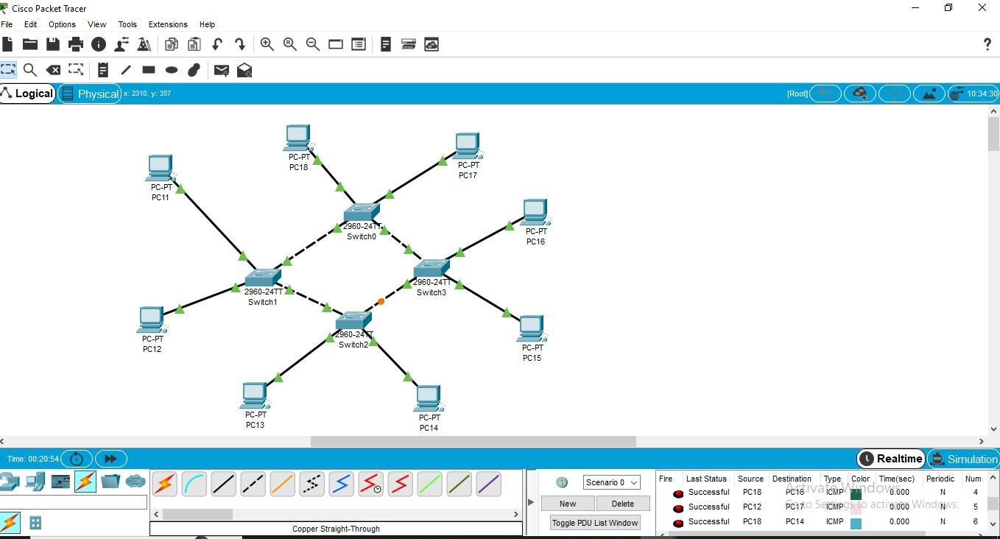 Cisco Packet Tracer
File Edit Options View Tools Extensions Help
?
Logical Physical x: 2310, y: 357 [Root] 10:34:30
PC-PT
PC18
PC-PT
PC17
PC-PT
PC11
2960-24TT
Switch0
PC-PT
PC16
2960-24TT
Switch3
2960-24TT
Switch1
2960-24TT
Switch2
PC-PT
PC12
PC-PT
PC15
PC-PT
PC13
PC-PT
PC14
Time: 00:20:54 Realtime Simulation
Scenario 0
New Delete
Toggle PDU List Window
Copper Straight-Through
Fire Last Status Source Destination Type Color Time(sec) Periodic Num
Successful PC18 PC16 ICMP 0.000 N 4
Successful PC12 PC17 ICMP 0.000 N 5
Successful PC18 PC14 ICMP 0.000 N 6
Activate Windows
Go to Settings to activate Windows.